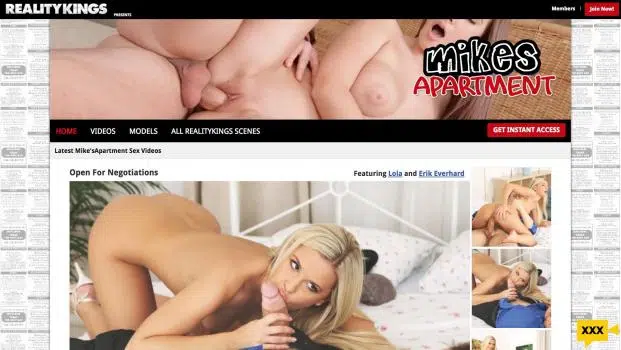 REALITYKINGS
PRESENTS
Members
Join Now!
mikes
APARTMENT
HOME
VIDEOS
MODELS
ALL REALITYKINGS SCENES
GET INSTANT ACCESS
Latest Mike'sApartment Sex Videos
Open For Negotiations
Featuring Lola and Erik Everhard
XXX